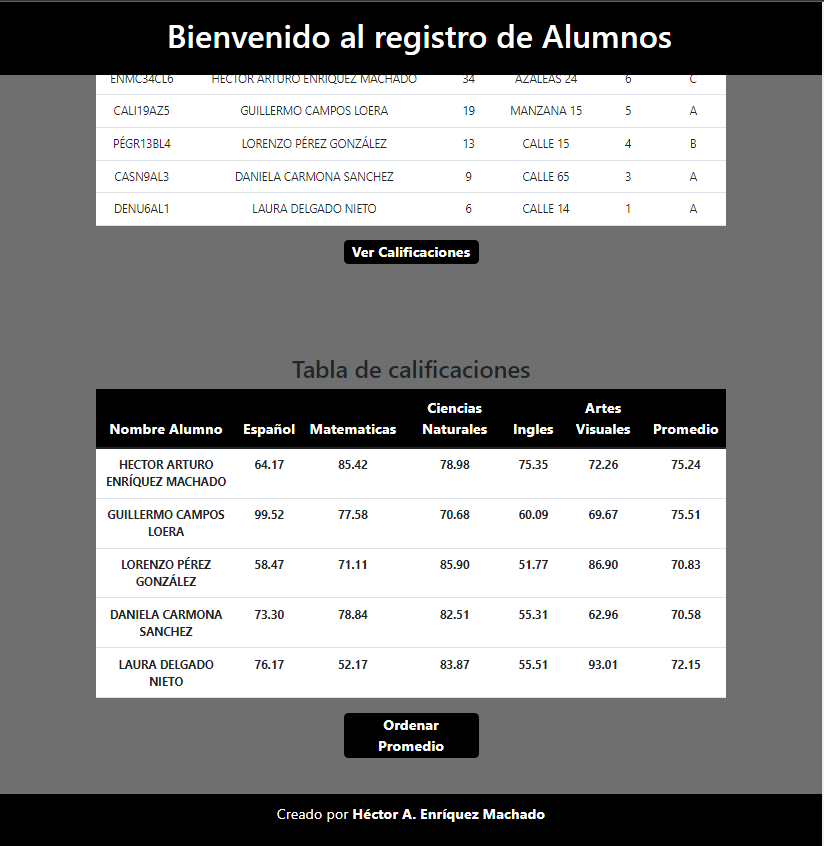 Bienvenido al registro de Alumnos
ENMC34CL6 HECTOR ARTURO ENRÍQUEZ MACHADO 34 AZALEAS 24 6 C
CALI19AZ5 GUILLERMO CAMPOS LOERA 19 MANZANA 15 5 A
PÉGR13BL4 LORENZO PÉREZ GONZÁLEZ 13 CALLE 15 4 B
CASN9AL3 DANIELA CARMONA SANCHEZ 9 CALLE 65 3 A
DENU6AL1 LAURA DELGADO NIETO 6 CALLE 14 1 A
Ver Calificaciones
Tabla de calificaciones
Ciencias Artes
Nombre Alumno Español Matematicas Naturales Ingles Visuales Promedio
HECTOR ARTURO 64.17 85.42 78.98 75.35 72.26 75.24
ENRÍQUEZ MACHADO
GUILLERMO CAMPOS 99.52 77.58 70.68 60.09 69.67 75.51
LOERA
LORENZO PÉREZ 58.47 71.11 85.90 51.77 86.90 70.83
GONZÁLEZ
DANIELA CARMONA 73.30 78.84 82.51 55.31 62.96 70.58
SANCHEZ
LAURA DELGADO 76.17 52.17 83.87 55.51 93.01 72.15
NIETO
Ordenar
Promedio
Creado por Héctor A. Enríquez Machado